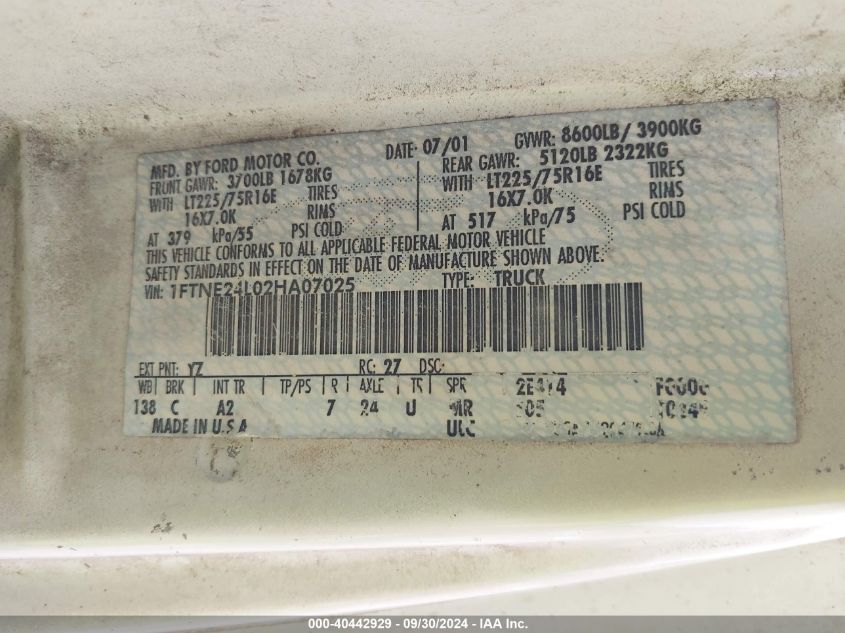 MFD. BY FORD MOTOR CO.
DATE: 07/01
GVWR: 8600LB/ 3900KG
FRONT GAWR: 3700LB 1678KG
REAR GAWR: 5120LB 2322KG
WITH LT225/75R16E TIRES
WITH LT225/75R16E TIRES
16X7.0K RIMS
16X7.0K RIMS
AT 379 kPa/55 PSI COLD
AT 517 kPa/75 PSI COLD
THIS VEHICLE CONFORMS TO ALL APPLICABLE FEDERAL MOTOR VEHICLE
SAFETY STANDARDS IN EFFECT ON THE DATE OF MANUFACTURE SHOWN ABOVE.
VIN: 1FTNE24L02HA07025
TYPE: TRUCK
EXT PNT: YZ RC: 27 DSC:
WB BRK INT TR TP/PS R AXLE TR SPR
138 C A2 7 24 U
MADE IN U.S.A
000-40442929 / 09/30/2024 - IAA Inc.